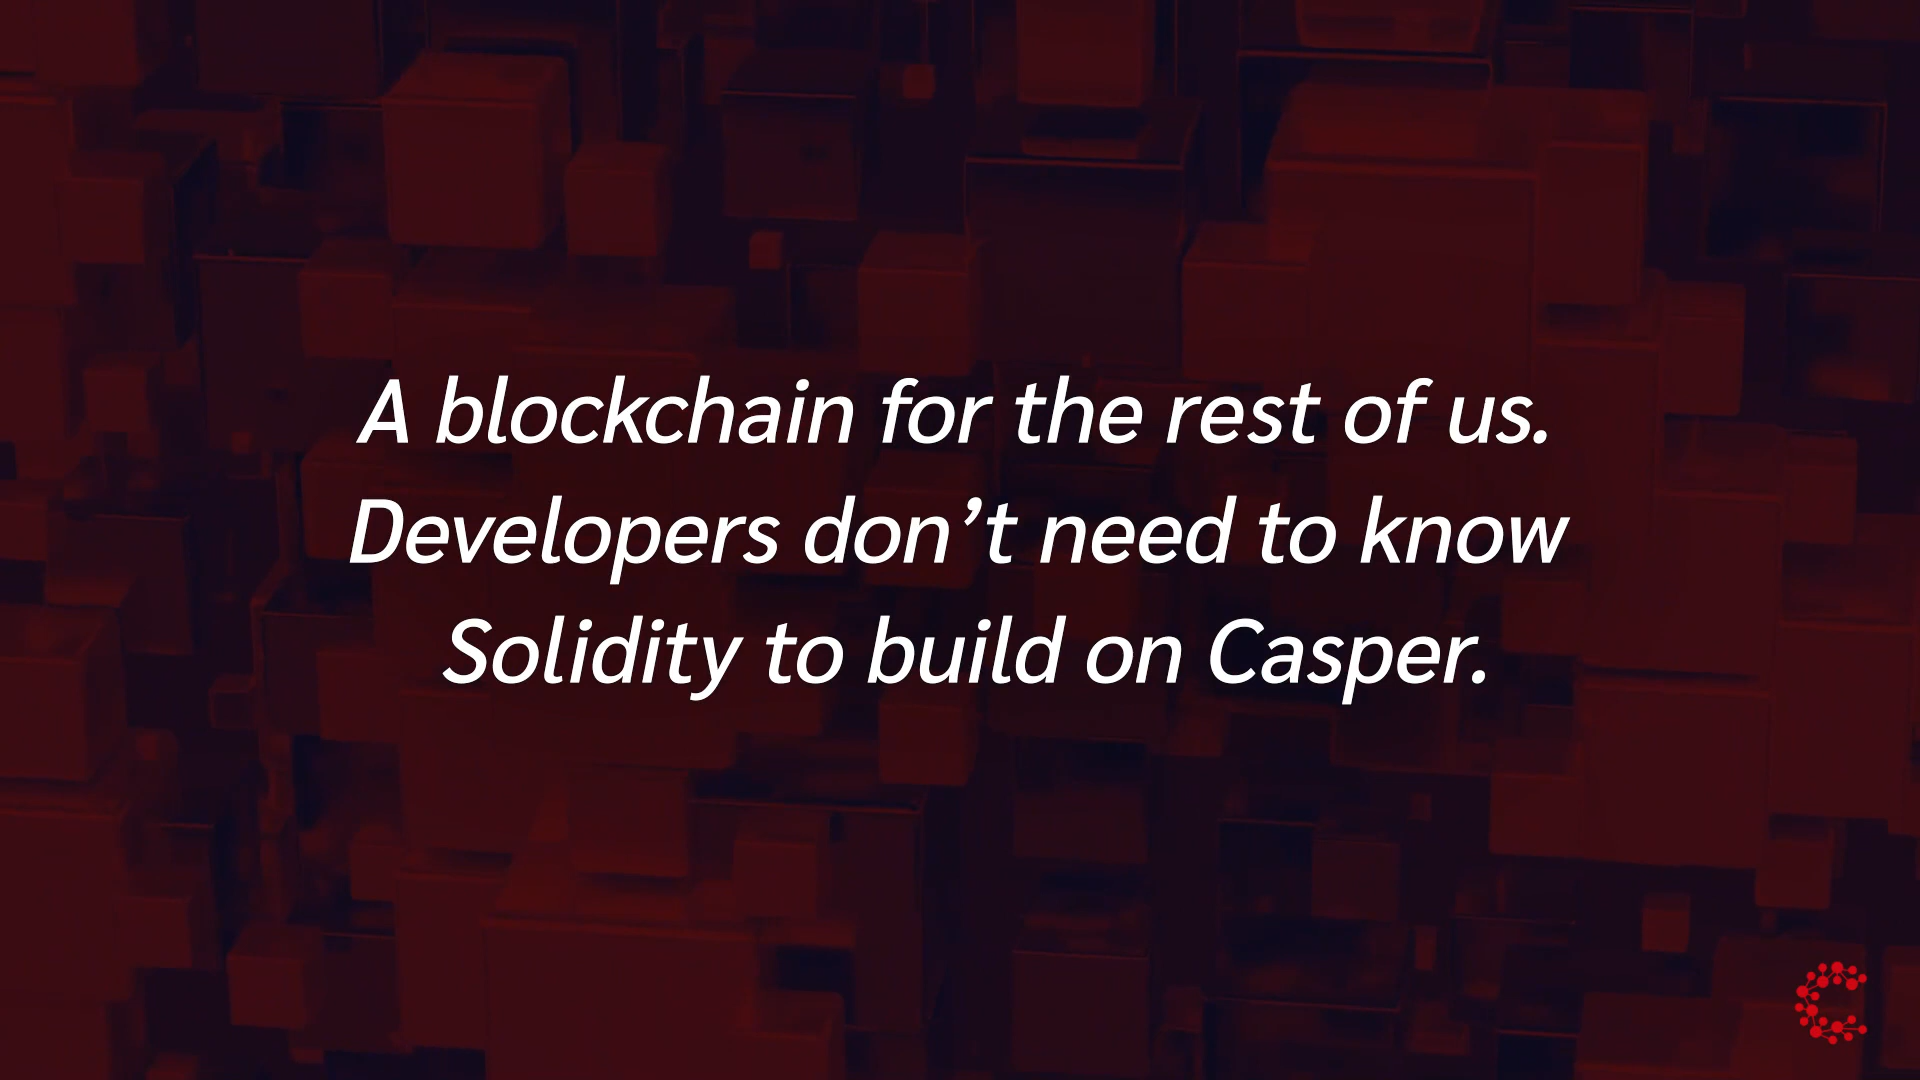 A blockchain for the rest of us.
Developers don’t need to know
Solidity to build on Casper.